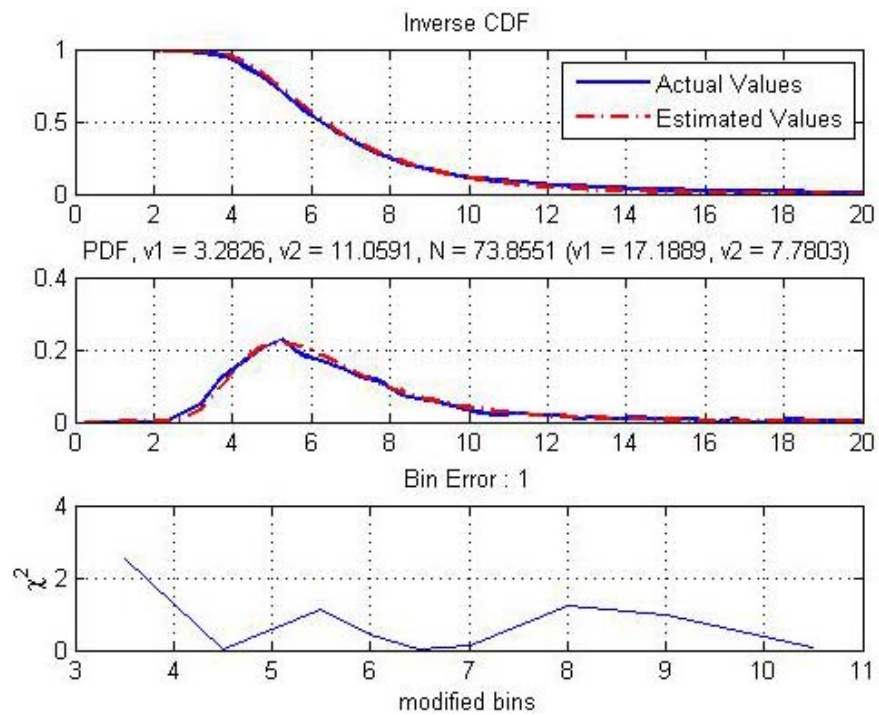 Inverse CDF
1
0.5
0
Actual Values
Estimated Values
0 2 4 6 8 10 12 14 16 18 20
PDF, v1 = 3.2826, v2 = 11.0591, N = 73.8551 (v1 = 17.1889, v2 = 7.7803)
0.4
0.2
0
0 2 4 6 8 10 12 14 16 18 20
Bin Error : 1
4
2
0
χ²
3 4 5 6 7 8 9 10 11
modified bins